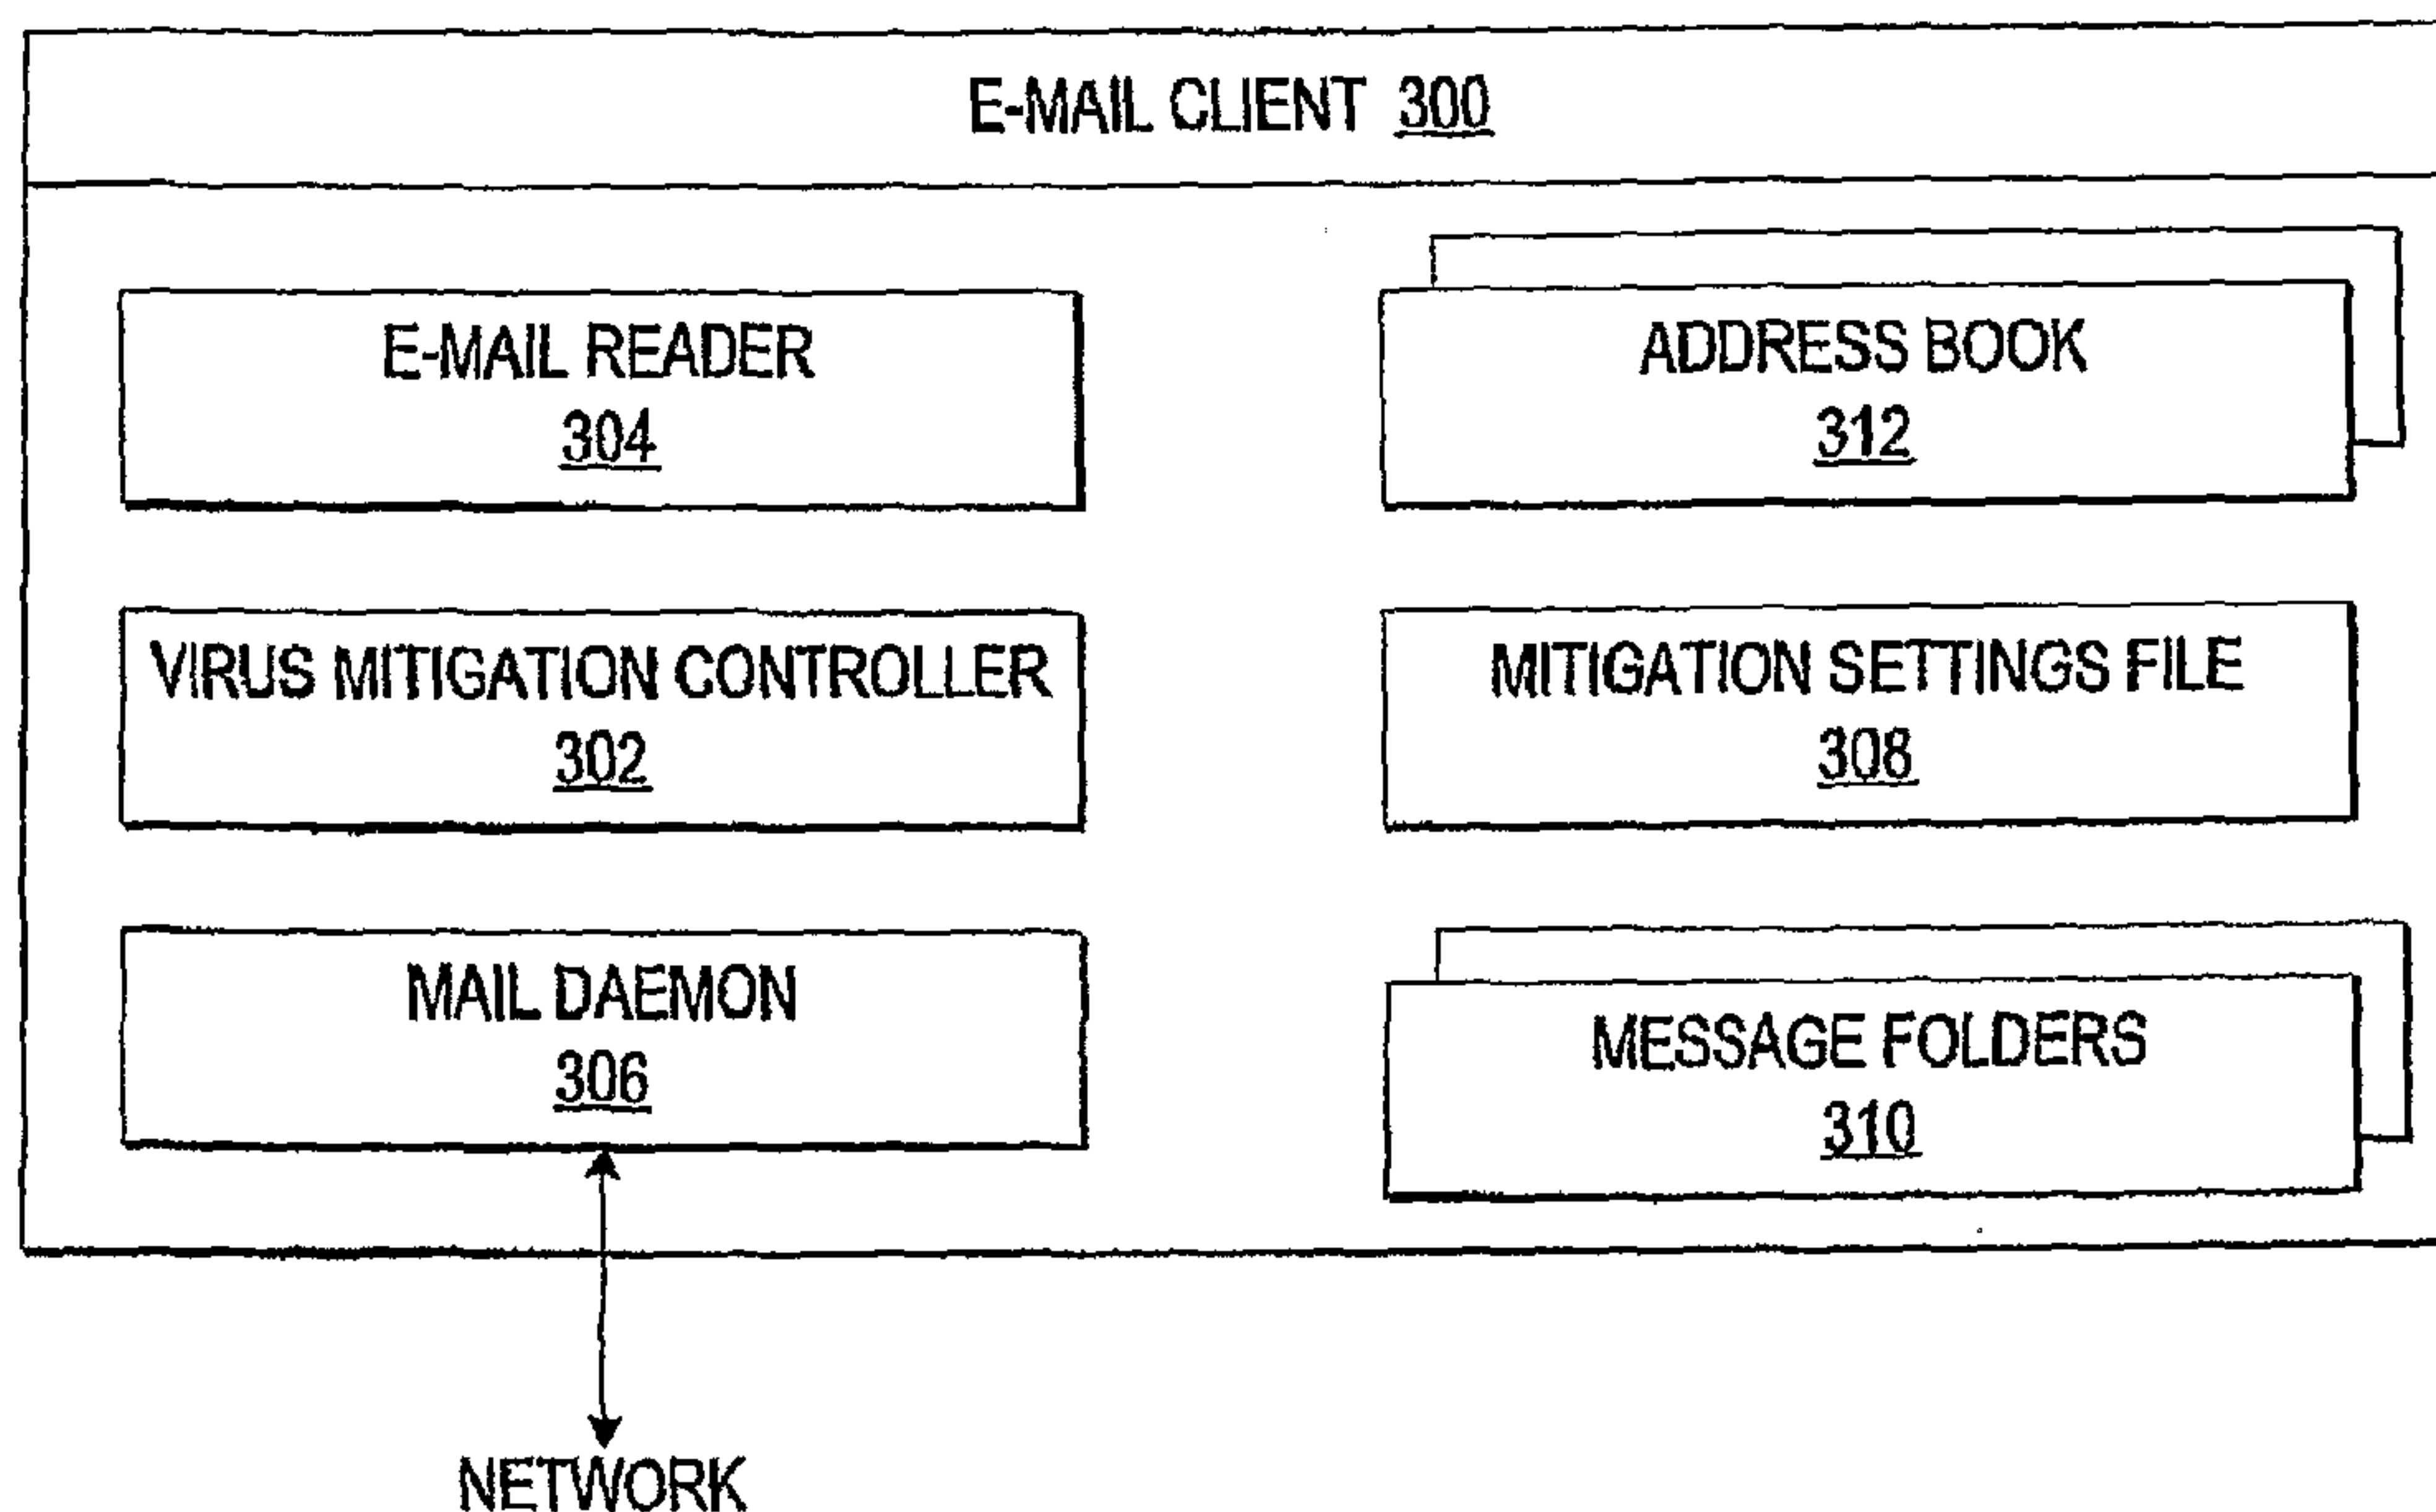 E-MAIL CLIENT 300
E-MAIL READER
304
ADDRESS BOOK
312
VIRUS MITIGATION CONTROLLER
302
MITIGATION SETTINGS FILE
308
MAIL DAEMON
306
MESSAGE FOLDERS
310
NETWORK